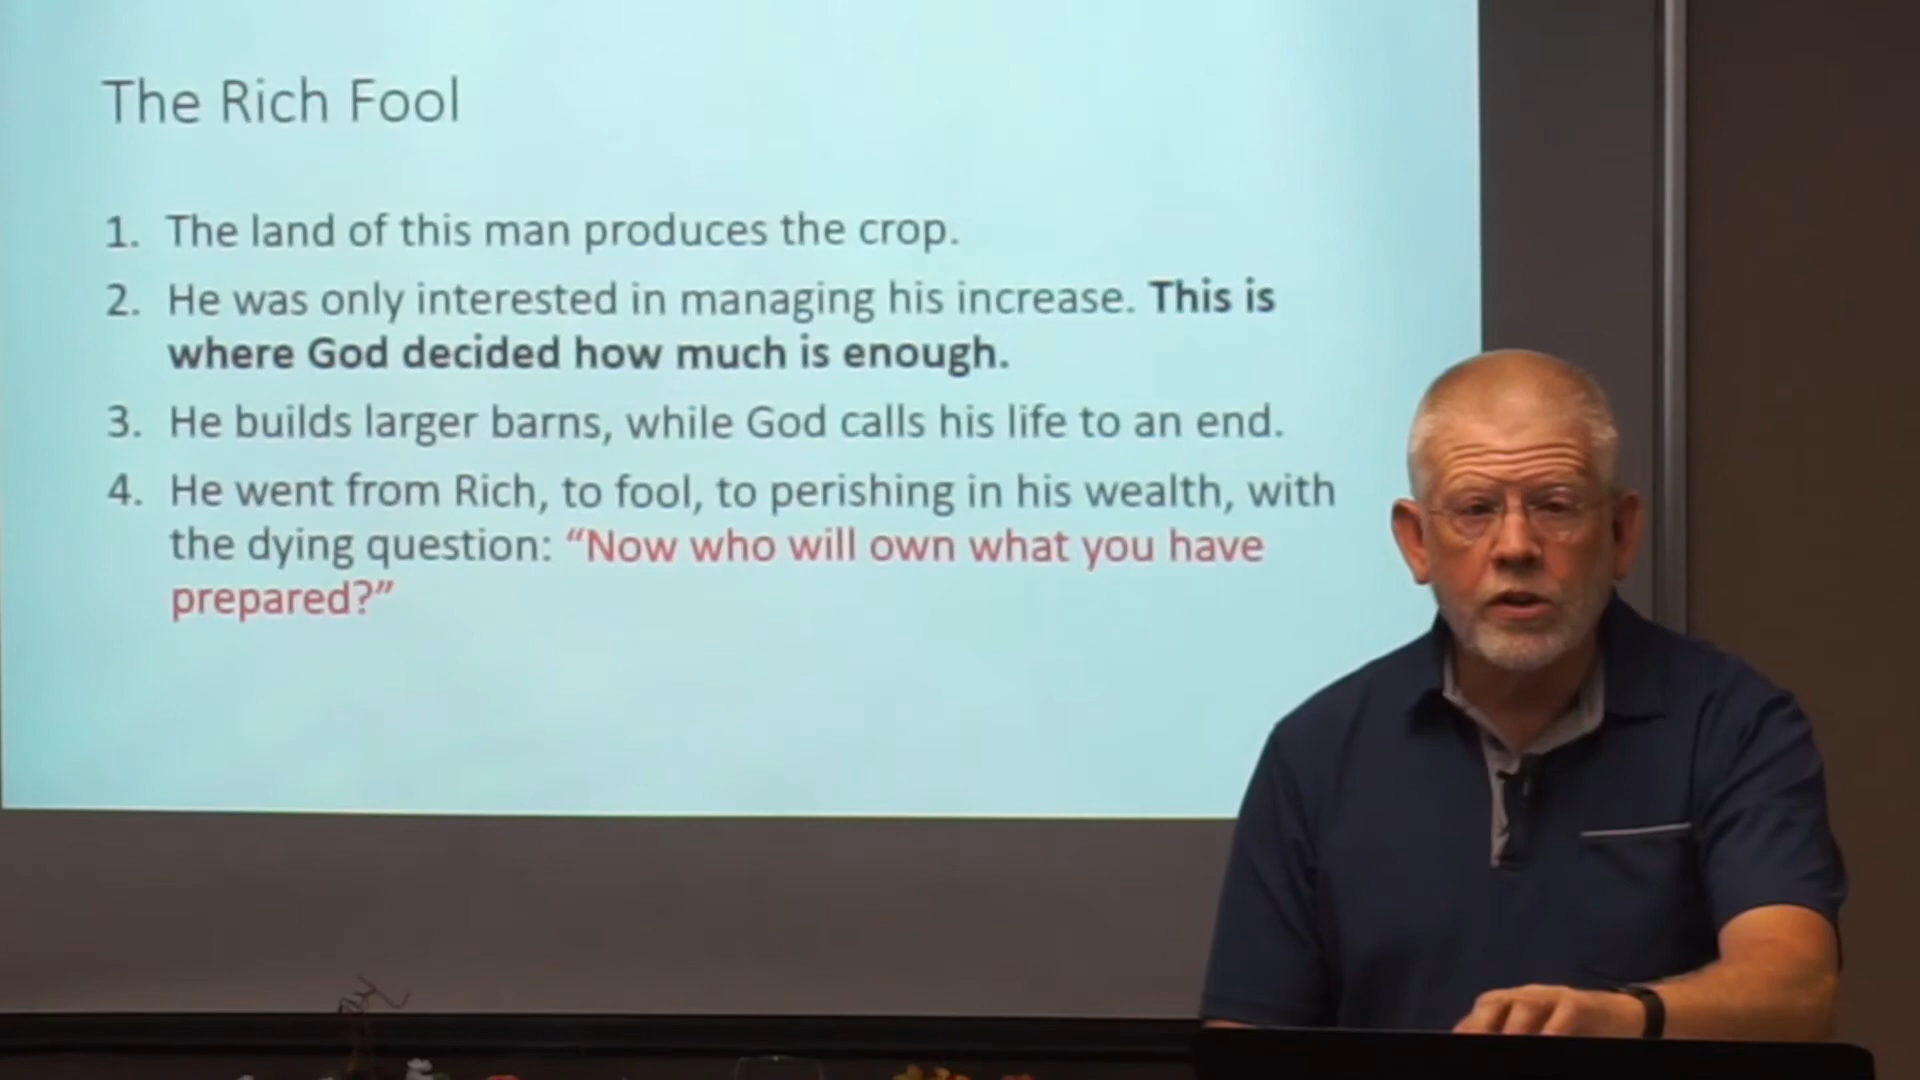 The Rich Fool
1. The land of this man produces the crop.
2. He was only interested in managing his increase. This is
where God decided how much is enough.
3. He builds larger barns, while God calls his life to an end.
4. He went from Rich, to fool, to perishing in his wealth, with
the dying question: “Now who will own what you have
prepared?”